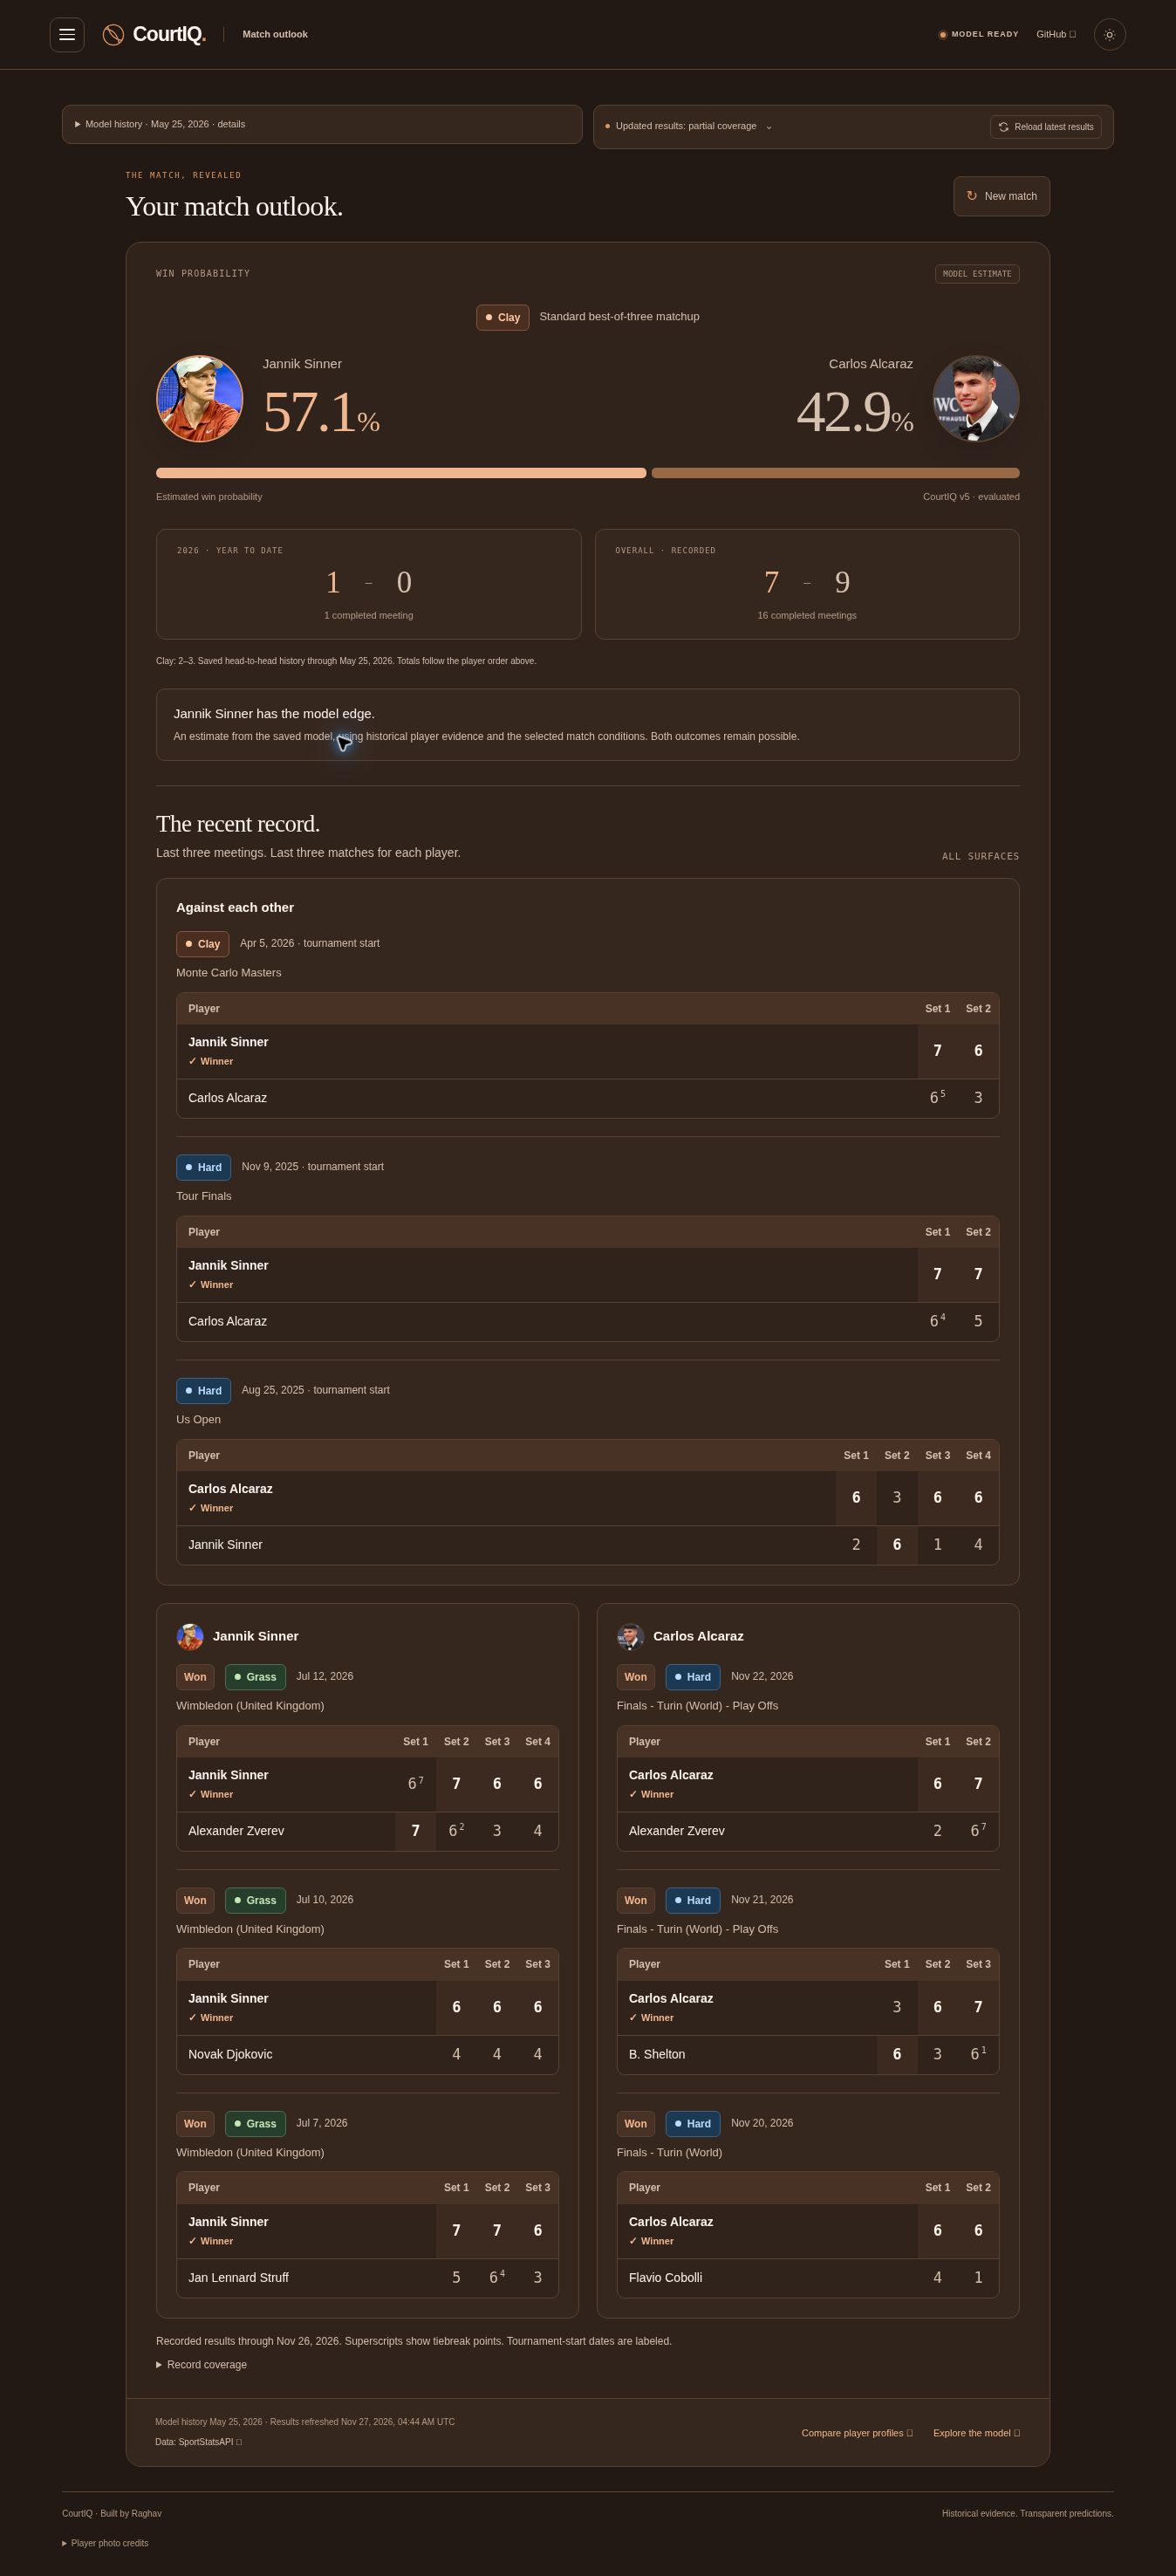 CourtIQ. Match outlook MODEL READY GitHub
Model history · May 25, 2026 · details
Updated results: partial coverage Reload latest results
THE MATCH, REVEALED
Your match outlook.
New match
WIN PROBABILITY MODEL ESTIMATE
Clay Standard best-of-three matchup
Jannik Sinner
57.1%
Carlos Alcaraz
42.9%
Estimated win probability CourtIQ v5 · evaluated
2026 · YEAR TO DATE
1 – 0
1 completed meeting
OVERALL · RECORDED
7 – 9
16 completed meetings
Clay: 2–3. Saved head-to-head history through May 25, 2026. Totals follow the player order above.
Jannik Sinner has the model edge.
An estimate from the saved model, using historical player evidence and the selected match conditions. Both outcomes remain possible.
The recent record.
Last three meetings. Last three matches for each player.
ALL SURFACES
Against each other
Clay Apr 5, 2026 · tournament start
Monte Carlo Masters
Player Set 1 Set 2
Jannik Sinner 7 6
✓ Winner
Carlos Alcaraz 6⁵ 3
Hard Nov 9, 2025 · tournament start
Tour Finals
Player Set 1 Set 2
Jannik Sinner 7 7
✓ Winner
Carlos Alcaraz 6⁴ 5
Hard Aug 25, 2025 · tournament start
Us Open
Player Set 1 Set 2 Set 3 Set 4
Carlos Alcaraz 6 3 6 6
✓ Winner
Jannik Sinner 2 6 1 4
Jannik Sinner
Won Grass Jul 12, 2026
Wimbledon (United Kingdom)
Player Set 1 Set 2 Set 3 Set 4
Jannik Sinner 6⁷ 7 6 6
✓ Winner
Alexander Zverev 7 6² 3 4
Won Grass Jul 10, 2026
Wimbledon (United Kingdom)
Player Set 1 Set 2 Set 3
Jannik Sinner 6 6 6
✓ Winner
Novak Djokovic 4 4 4
Won Grass Jul 7, 2026
Wimbledon (United Kingdom)
Player Set 1 Set 2 Set 3
Jannik Sinner 7 7 6
✓ Winner
Jan Lennard Struff 5 6⁴ 3
Carlos Alcaraz
Won Hard Nov 22, 2026
Finals - Turin (World) - Play Offs
Player Set 1 Set 2
Carlos Alcaraz 6 7
✓ Winner
Alexander Zverev 2 6⁷
Won Hard Nov 21, 2026
Finals - Turin (World) - Play Offs
Player Set 1 Set 2 Set 3
Carlos Alcaraz 3 6 7
✓ Winner
B. Shelton 6 3 6¹
Won Hard Nov 20, 2026
Finals - Turin (World)
Player Set 1 Set 2
Carlos Alcaraz 6 6
✓ Winner
Flavio Cobolli 4 1
Recorded results through Nov 26, 2026. Superscripts show tiebreak points. Tournament-start dates are labeled.
Record coverage
Model history May 25, 2026 · Results refreshed Nov 27, 2026, 04:44 AM UTC
Data: SportStatsAPI
Compare player profiles Explore the model
CourtIQ · Built by Raghav Historical evidence. Transparent predictions.
Player photo credits